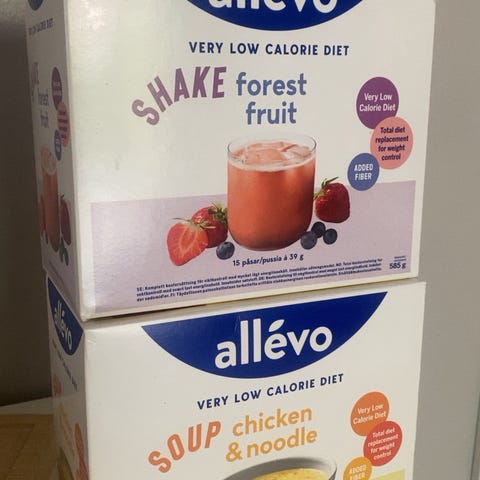 allévo
VERY LOW CALORIE DIET
SHAKE forest
fruit
Very Low
Calorie Diet
Total diet
replacement
for weight
control
ADDED
FIBER
15 påsar/pussia à 39 g
585 g
allévo
VERY LOW CALORIE DIET
SOUP chicken
& noodle
Very Low
Calorie Diet
Total diet
replacement
for weight
control
ADDED
FIBER